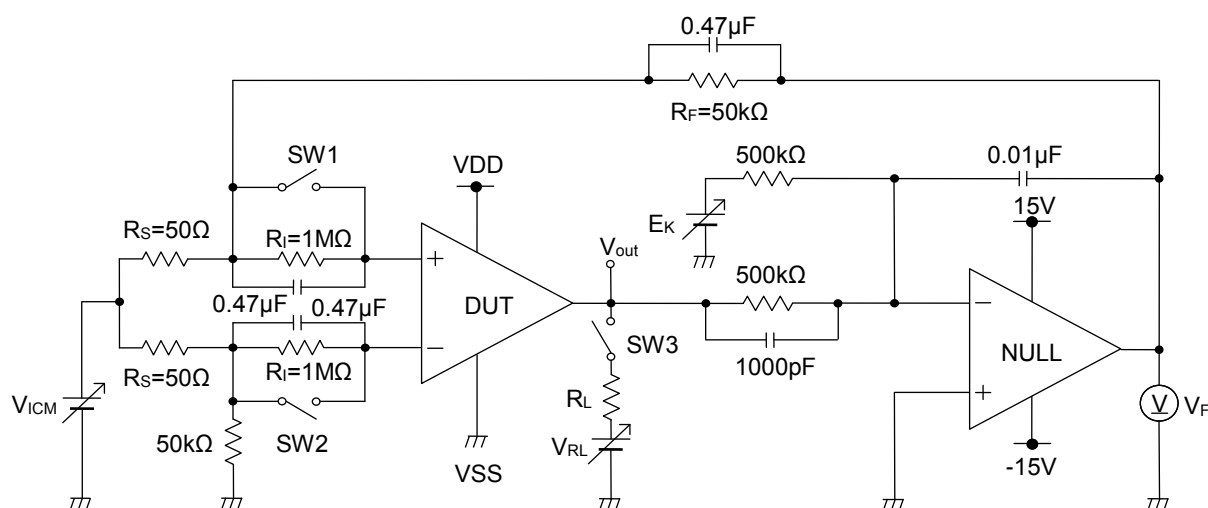 0.47μF
RF=50kΩ
SW1
VDD
500kΩ
0.01μF
15V
EK
RS=50Ω
RI=1MΩ
Vout
+
500kΩ
0.47μF
0.47μF
DUT
−
−
SW3
NULL
1000pF
RS=50Ω
RI=1MΩ
+
RL
V
VF
VICM
50kΩ
SW2
VRL
VSS
-15V